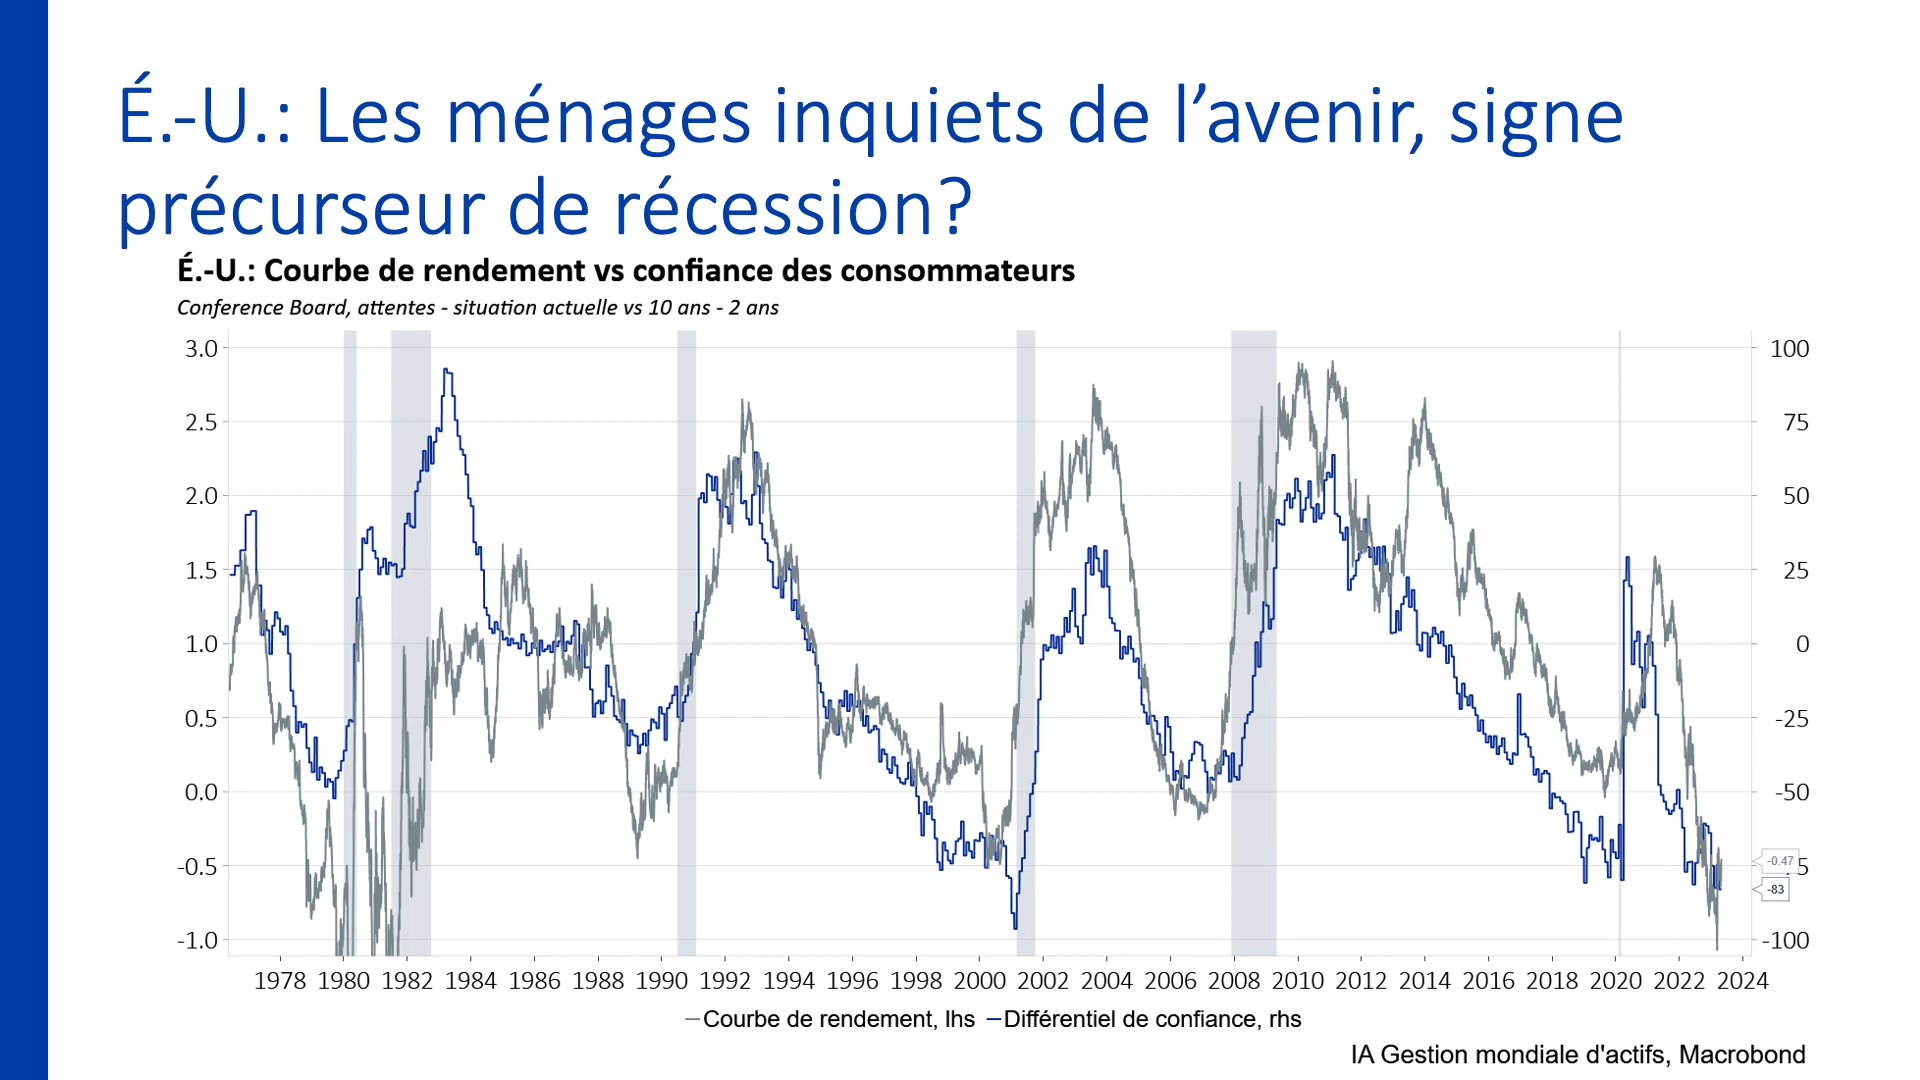 É.-U.: Les ménages inquiets de l’avenir, signe
précurseur de récession?
É.-U.: Courbe de rendement vs confiance des consommateurs
Conference Board, attentes - situation actuelle vs 10 ans - 2 ans
3.0
2.5
2.0
1.5
1.0
0.5
0.0
-0.5
-1.0
100
75
50
25
0
-25
-50
-0.47
5
-83
-100
1978 1980 1982 1984 1986 1988 1990 1992 1994 1996 1998 2000 2002 2004 2006 2008 2010 2012 2014 2016 2018 2020 2022 2024
Courbe de rendement, lhs Différentiel de confiance, rhs
IA Gestion mondiale d'actifs, Macrobond